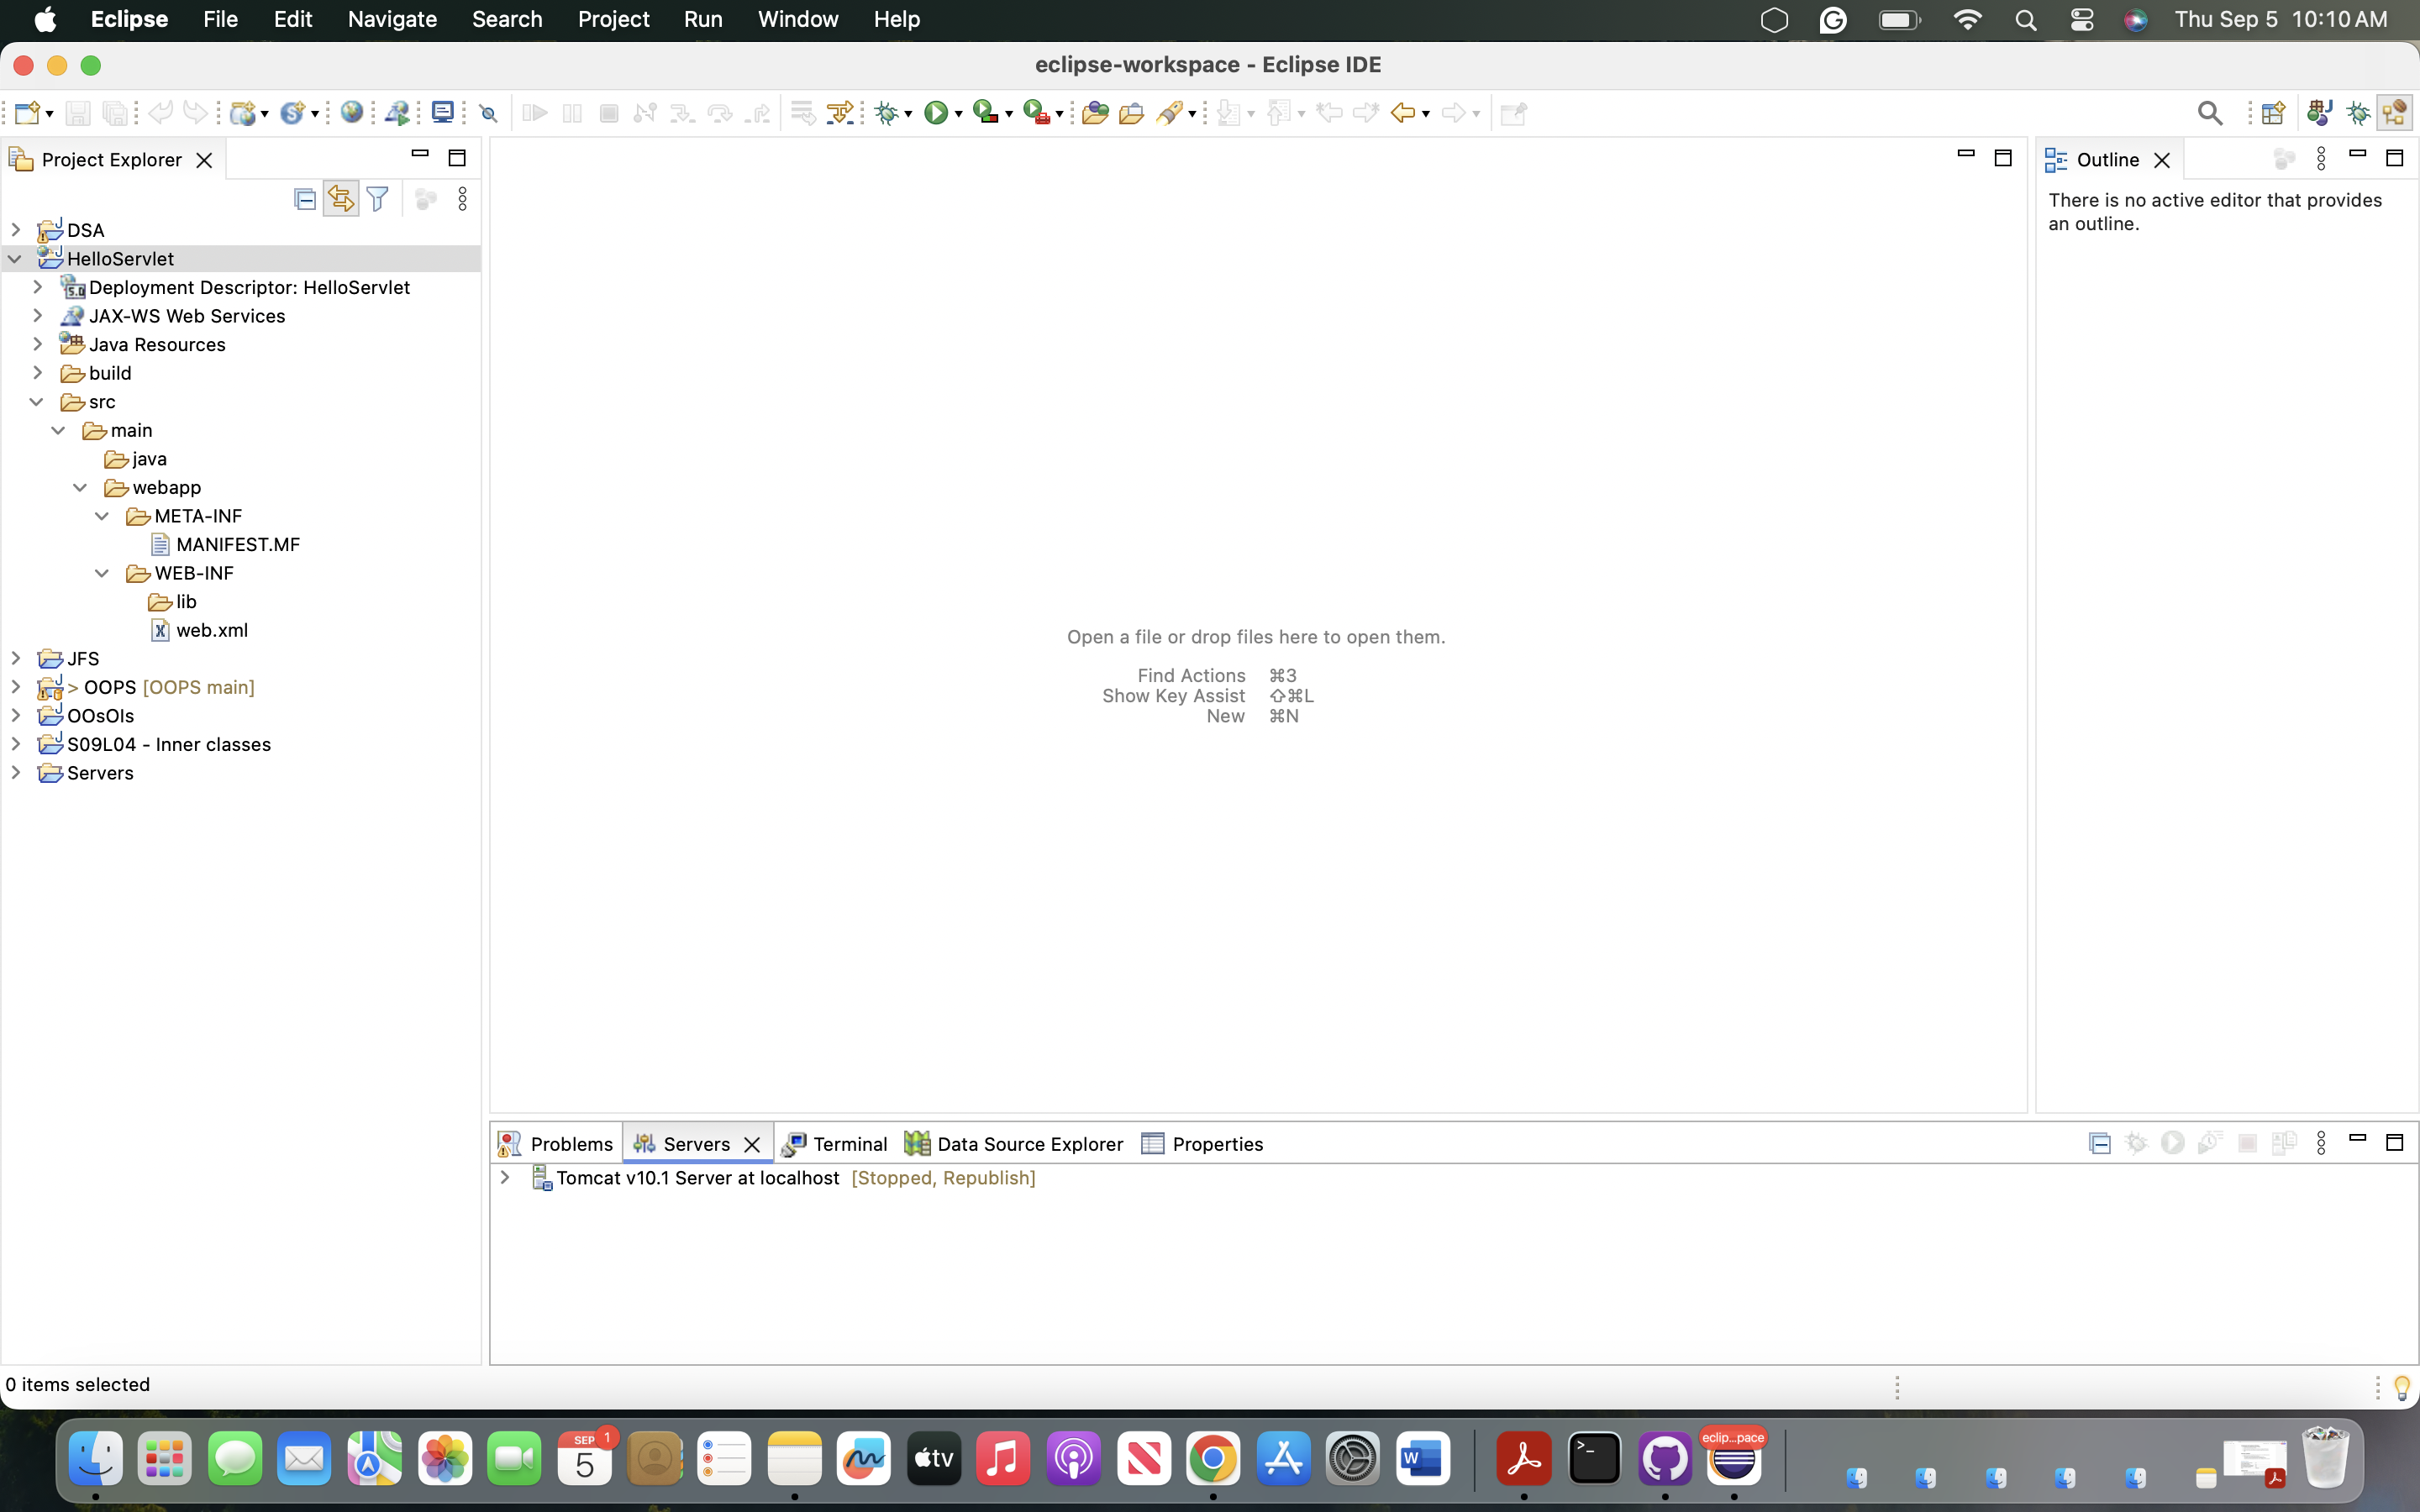 Eclipse File Edit Navigate Search Project Run Window Help Thu Sep 5 10:10 AM
eclipse-workspace - Eclipse IDE
Project Explorer
Outline
There is no active editor that provides
an outline.
DSA
HelloServlet
5.0 Deployment Descriptor: HelloServlet
JAX-WS Web Services
Java Resources
build
src
main
java
webapp
META-INF
MANIFEST.MF
WEB-INF
lib
web.xml
JFS
> OOPS [OOPS main]
OOsOIs
S09L04 - Inner classes
Servers
Open a file or drop files here to open them.
Find Actions ⌘3
Show Key Assist ⇧⌘L
New ⌘N
Problems Servers Terminal Data Source Explorer Properties
Tomcat v10.1 Server at localhost [Stopped, Republish]
0 items selected
SEP 1
5
tv
W
eclip...pace